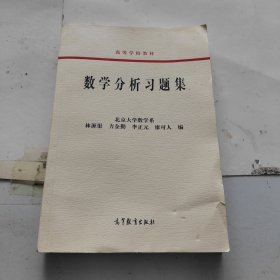 高等学校教材
数学分析习题集
北京大学数学系
林源渠 方企勤 李正元 廖可人 编
高等教育出版社